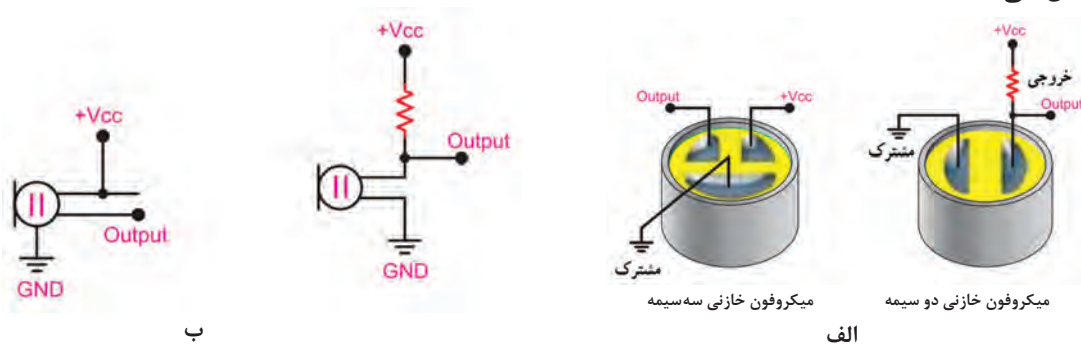 +Vcc
Output
GND
+Vcc
Output
GND
ب
Output
+Vcc
مشترک
میکروفون خازنی سه‌سیمه
+Vcc
خروجی
Output
مشترک
میکروفون خازنی دو سیمه
الف